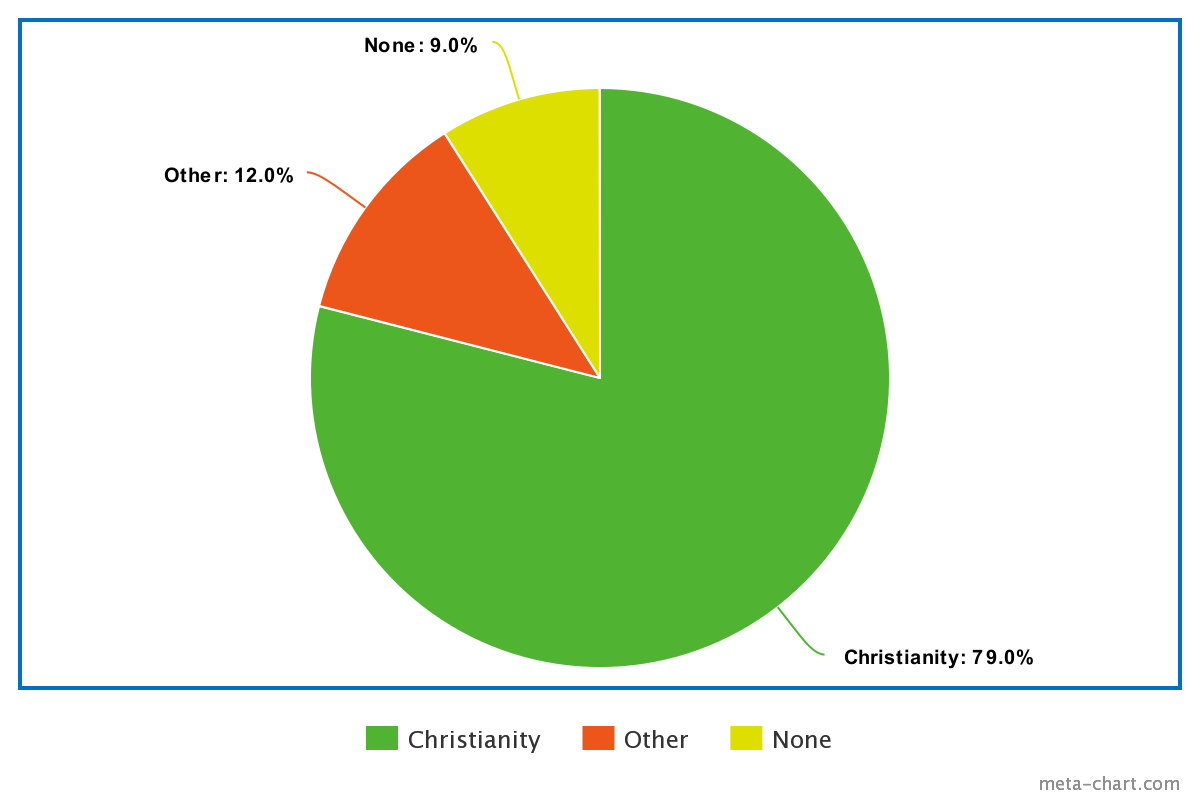 None: 9.0%
Other: 12.0%
Christianity: 79.0%
Christianity Other None
meta-chart.com